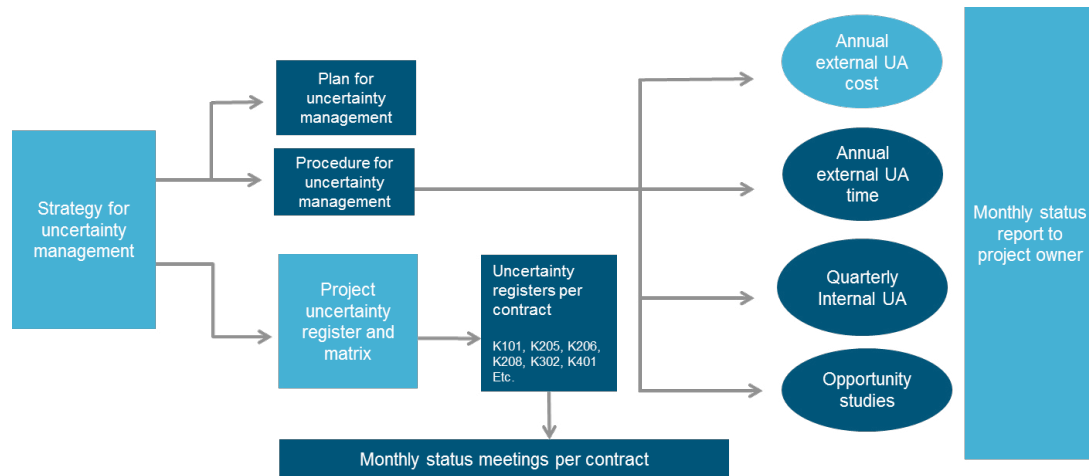 Strategy for
uncertainty
management
Plan for
uncertainty
management
Procedure for
uncertainty
management
Project
uncertainty
register and
matrix
Uncertainty
registers per
contract
K101, K205, K206,
K208, K302, K401
Etc.
Monthly status meetings per contract
Annual
external UA
cost
Annual
external UA
time
Quarterly
Internal UA
Opportunity
studies
Monthly status
report to
project owner